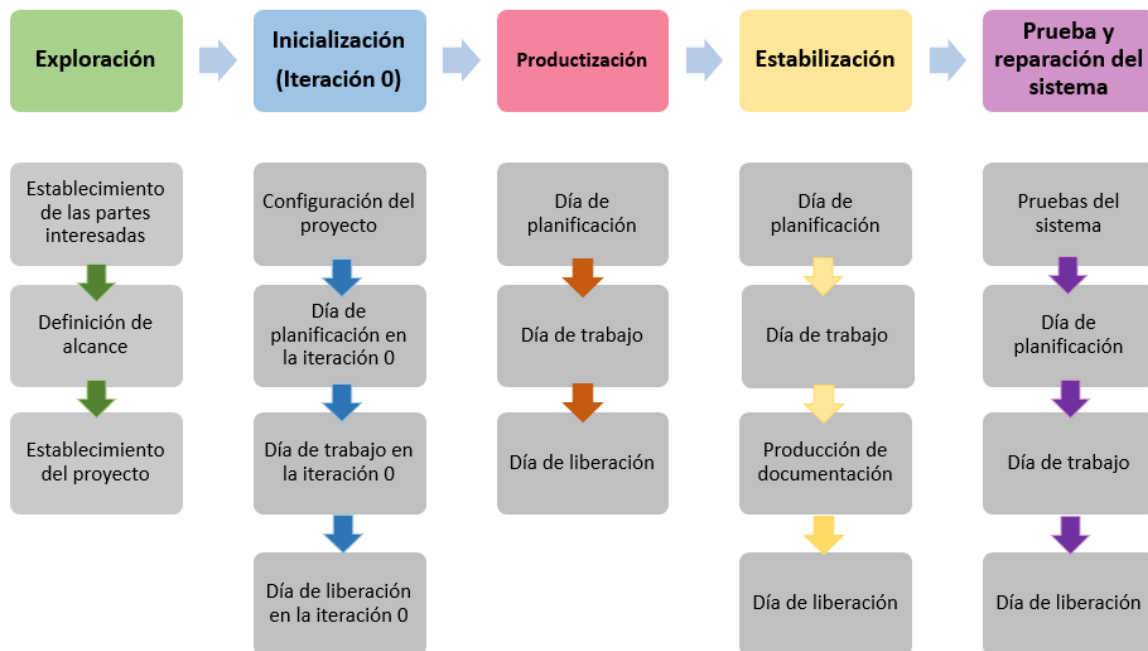 Exploración
Inicialización
(Iteración 0)
Productización
Estabilización
Prueba y
reparación del
sistema
Establecimiento
de las partes
interesadas
Definición de
alcance
Establecimiento
del proyecto
Configuración del
proyecto
Día de
planificación en
la iteración 0
Día de trabajo en
la iteración 0
Día de liberación
en la iteración 0
Día de
planificación
Día de trabajo
Día de liberación
Día de
planificación
Día de trabajo
Producción de
documentación
Día de liberación
Pruebas del
sistema
Día de
planificación
Día de trabajo
Día de liberación